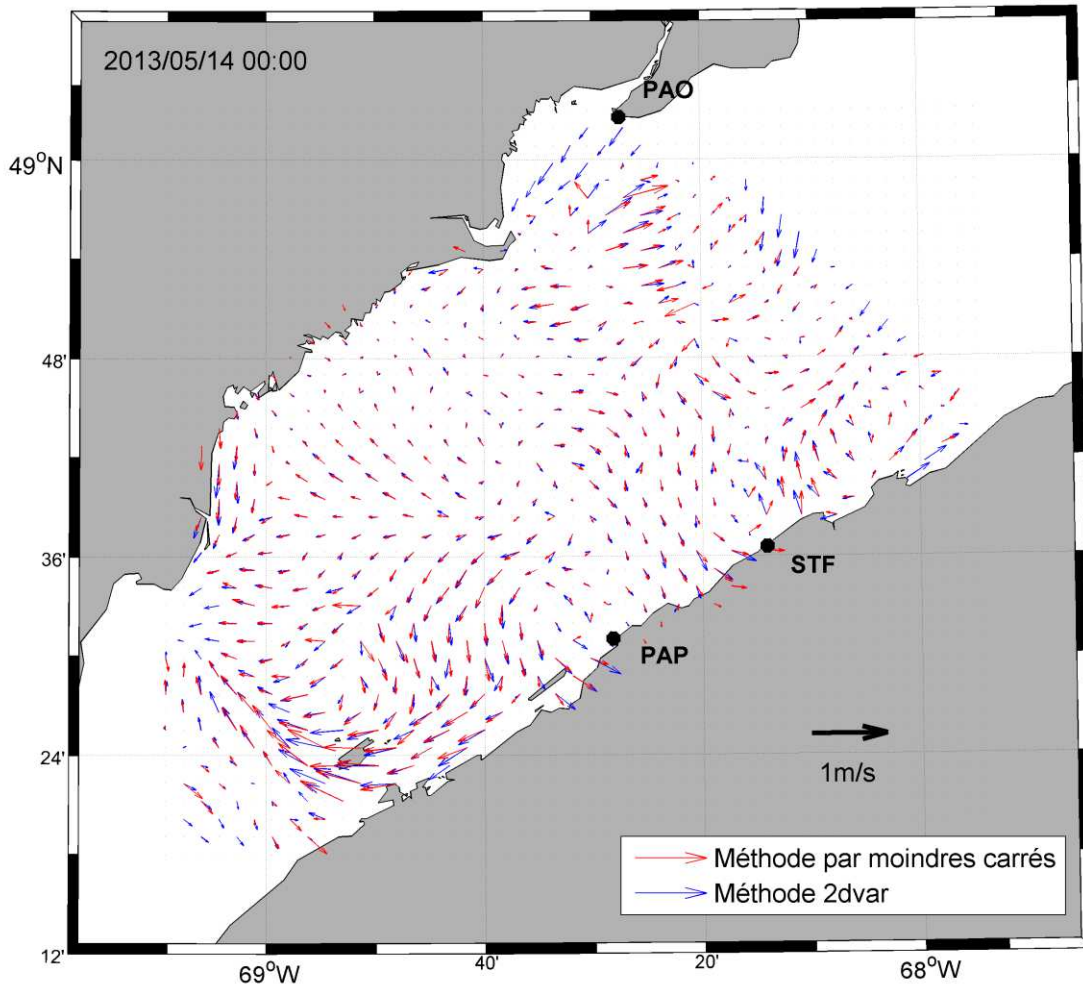 2013/05/14 00:00
PAO
49°N
48'
36'
STF
PAP
24'
1m/s
Méthode par moindres carrés
Méthode 2dvar
12'
69°W
40'
20'
68°W